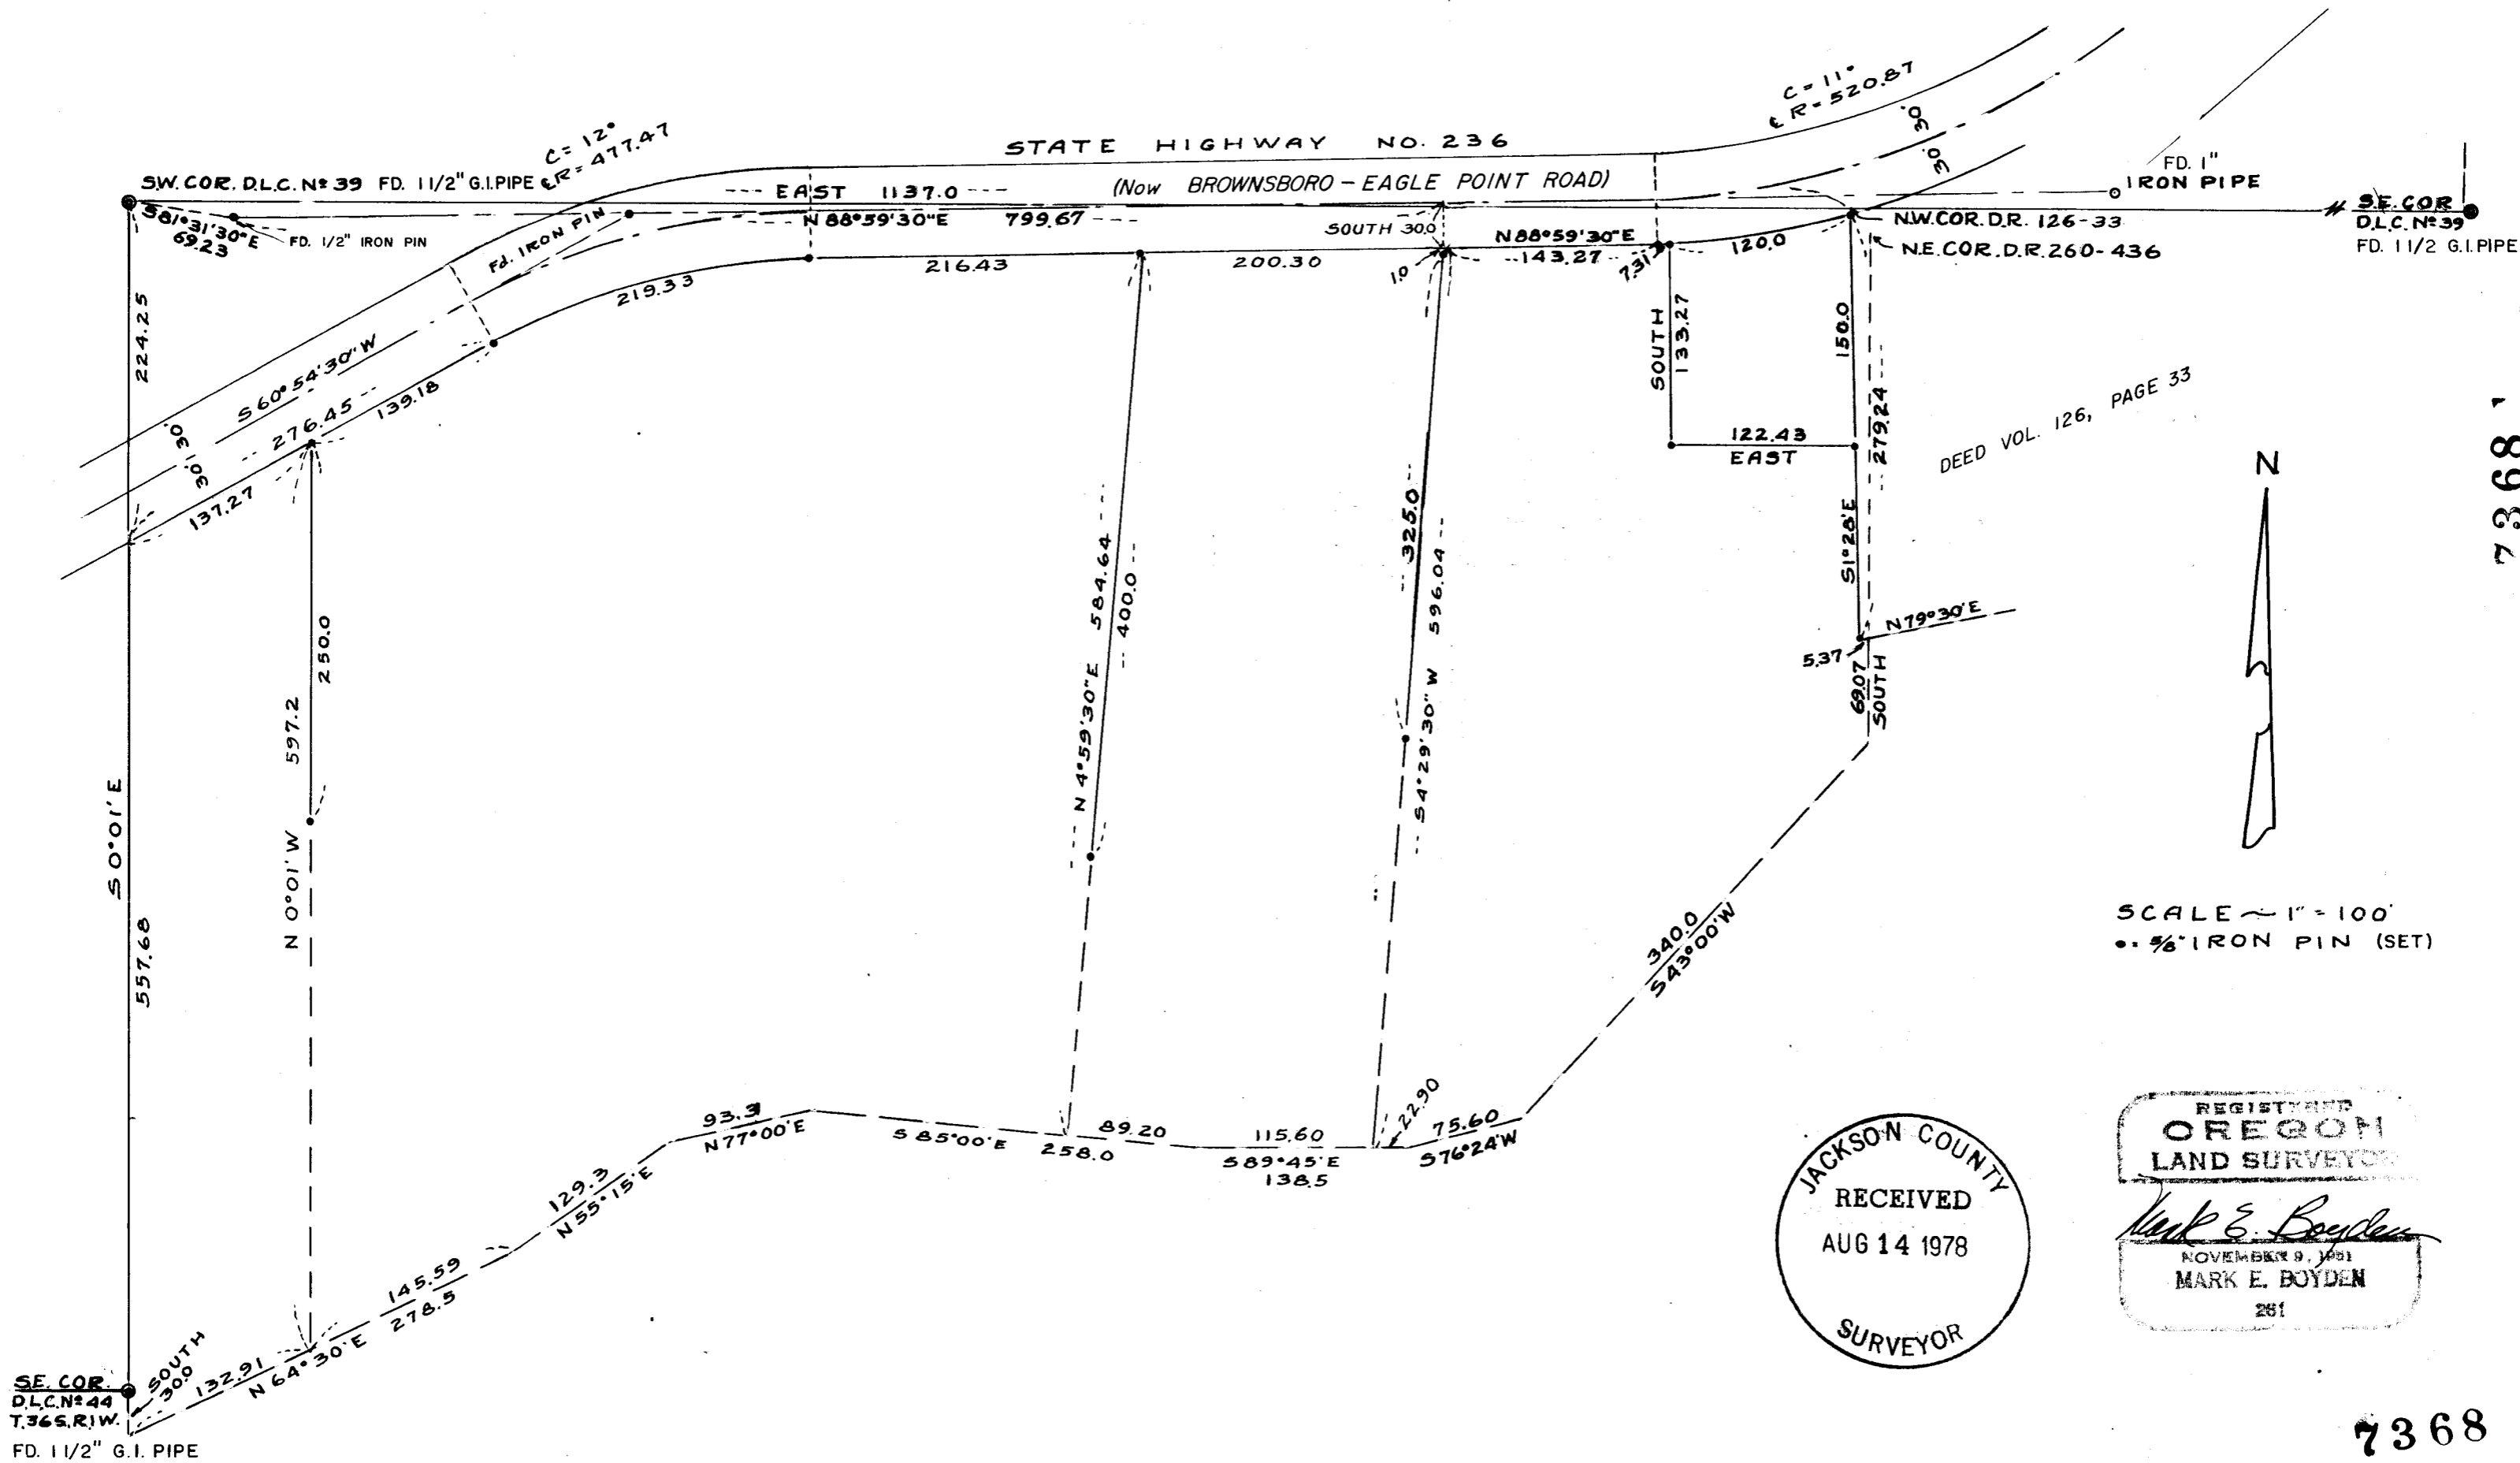 C = 12°
℄ R = 477.47
C = 11°
℄ R = 520.87
STATE HIGHWAY NO. 236
(Now BROWNSBORO - EAGLE POINT ROAD)
S.W. COR. D.L.C. Nº 39 FD. 1 1/2" G.I. PIPE
EAST 1137.0
N 88°59'30"E 799.67
S81°31'30"E
69.23
FD. 1/2" IRON PIN
Fd. IRON PIN
SOUTH 30.0
N88°59'30"E
143.27
1.0
7.31
120.0
30'
30'
FD. 1"
IRON PIPE
N.W. COR. D.R. 126-33
N.E. COR. D.R. 260-436
S.E. COR
D.L.C. Nº 39
FD. 1 1/2 G.I. PIPE
224.25
S 60° 54' 30" W
276.45
139.18
219.33
216.43
200.30
30'
30'
137.27
SOUTH
133.27
122.43
EAST
150.0
279.24
S1°28'E
DEED VOL. 126, PAGE 33
N79°30'E
5.37
69.07
SOUTH
7368
N
S 0°01' E
557.68
N 0°01' W 597.2
250.0
N 4°59'30"E 584.64
400.0
325.0
S 4°29'30" W 596.04
340.0
S43°00'W
SCALE ~ 1" = 100'
•= 5/8" IRON PIN (SET)
93.3
N77°00'E
S 85°00'E
258.0
89.20
115.60
S89°45'E
138.5
22.90
75.60
S76°24'W
129.3
N55°15'E
145.59
278.5
132.91
N 64°30'E
SOUTH
30.0
S.E. COR.
D.L.C. Nº 44
T.36S.R.1W.
FD. 1 1/2" G.I. PIPE
JACKSON COUNTY
RECEIVED
AUG 14 1978
SURVEYOR
REGISTERED
OREGON
LAND SURVEYOR
Mark E. Boyden
NOVEMBER 9, 1951
MARK E. BOYDEN
261
7368